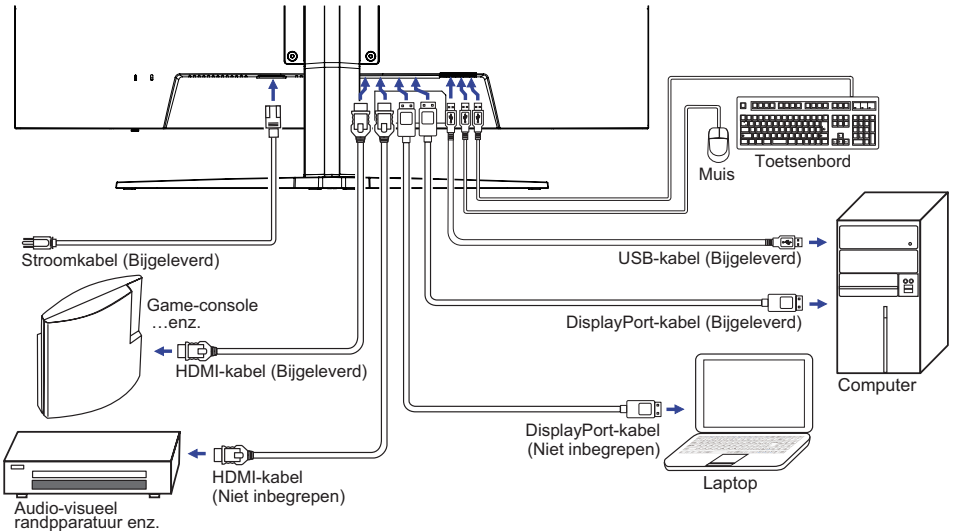 Toetsenbord
Muis
Stroomkabel (Bijgeleverd)
USB-kabel (Bijgeleverd)
Game-console
...enz.
DisplayPort-kabel (Bijgeleverd)
HDMI-kabel (Bijgeleverd)
Computer
DisplayPort-kabel
(Niet inbegrepen)
HDMI-kabel
(Niet inbegrepen)
Laptop
Audio-visueel
randpparatuur enz.